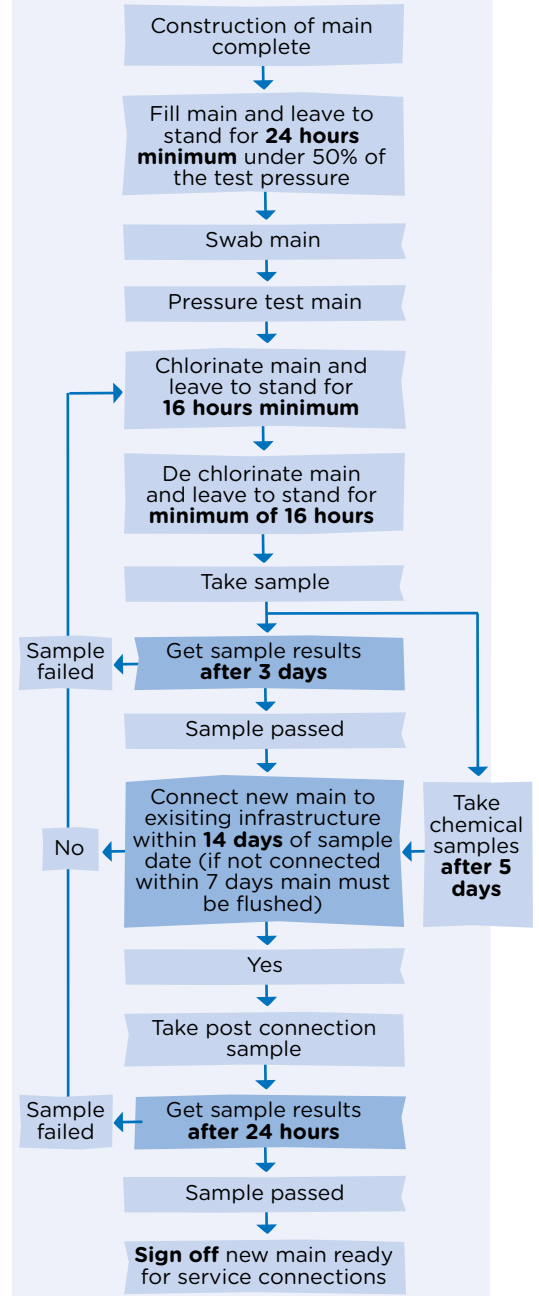 Construction of main
complete
Fill main and leave to
stand for 24 hours
minimum under 50% of
the test pressure
Swab main
Pressure test main
Chlorinate main and
leave to stand for
16 hours minimum
De chlorinate main
and leave to stand for
minimum of 16 hours
Take sample
Sample
failed
Get sample results
after 3 days
Sample passed
No
Connect new main to
exisiting infrastructure
within 14 days of sample
date (if not connected
within 7 days main must
be flushed)
Take
chemical
samples
after 5
days
Yes
Take post connection
sample
Sample
failed
Get sample results
after 24 hours
Sample passed
Sign off new main ready
for service connections